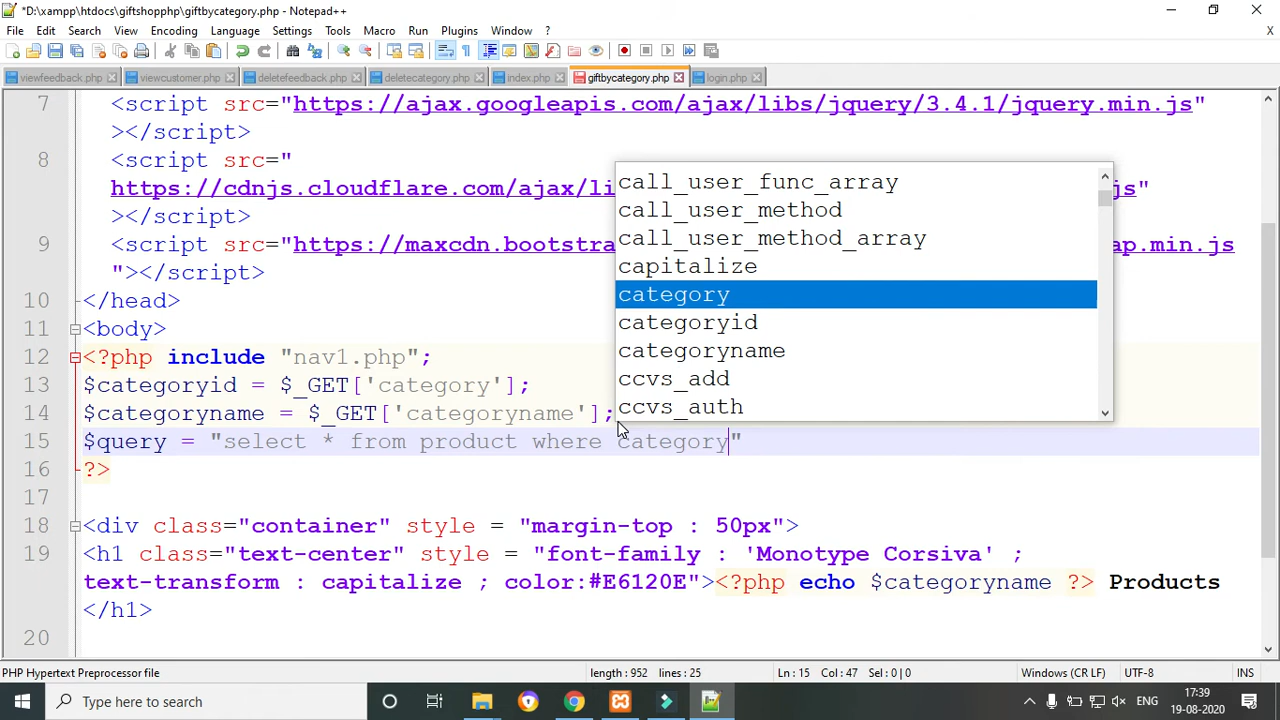 *D:\xampp\htdocs\giftshopphp\giftbycategory.php - Notepad++
File Edit Search View Encoding Language Settings Tools Macro Run Plugins Window ? X
viewfeedback.php viewcustomer.php deletefeedback.php deletecategory.php index.php giftbycategory.php login.php
7 <script src="https://ajax.googleapis.com/ajax/libs/jquery/3.4.1/jquery.min.js"
></script>
8 <script src="
https://cdnjs.cloudflare.com/ajax/li s"
></script>
9 <script src="https://maxcdn.bootstra ap.min.js
"></script>
10 </head>
11 <body>
12 <?php include "nav1.php";
13 $categoryid = $_GET['category'];
14 $categoryname = $_GET['categoryname'];
15 $query = "select * from product where category"
16 ?>
17
18 <div class="container" style = "margin-top : 50px">
19 <h1 class="text-center" style = "font-family : 'Monotype Corsiva' ;
text-transform : capitalize ; color:#E6120E"><?php echo $categoryname ?> Products
</h1>
20
call_user_func_array
call_user_method
call_user_method_array
capitalize
category
categoryid
categoryname
ccvs_add
ccvs_auth
PHP Hypertext Preprocessor file length : 952 lines : 25 Ln : 15 Col : 47 Sel : 0 | 0 Windows (CR LF) UTF-8 INS
Type here to search ENG 17:39
19-08-2020